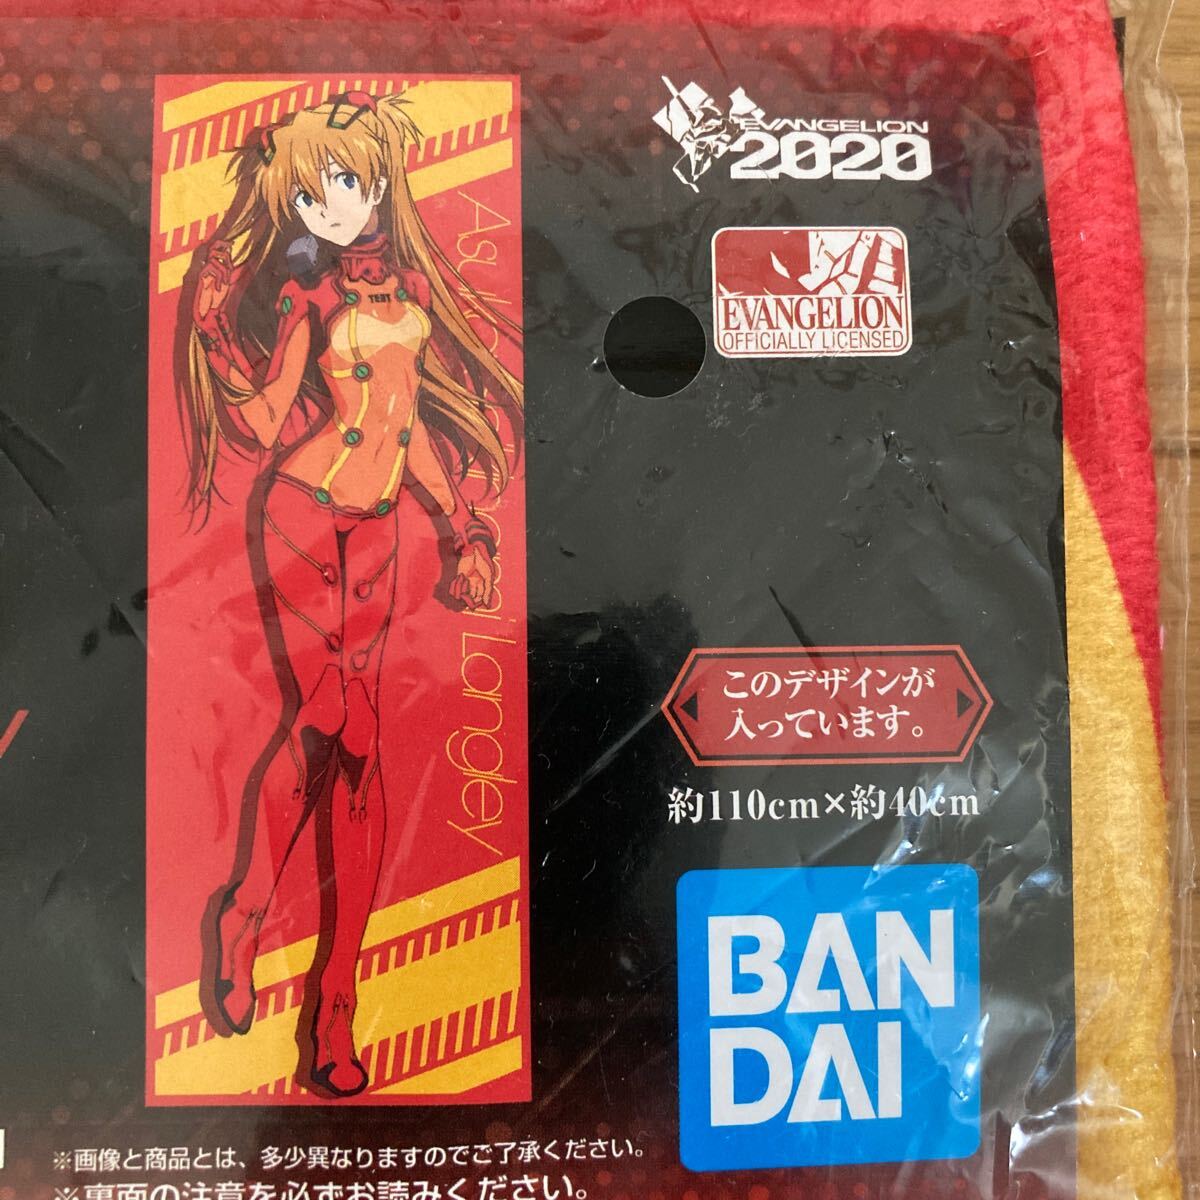 EVANGELION
2020
EVANGELION
OFFICIALLY LICENSED
TEST
Asuka Shikinami Langley
このデザインが
入っています。
約110cm×約40cm
BAN
DAI
※画像と商品とは、多少異なりますのでご了承ください。
※裏面の注意を必ずお読みください。